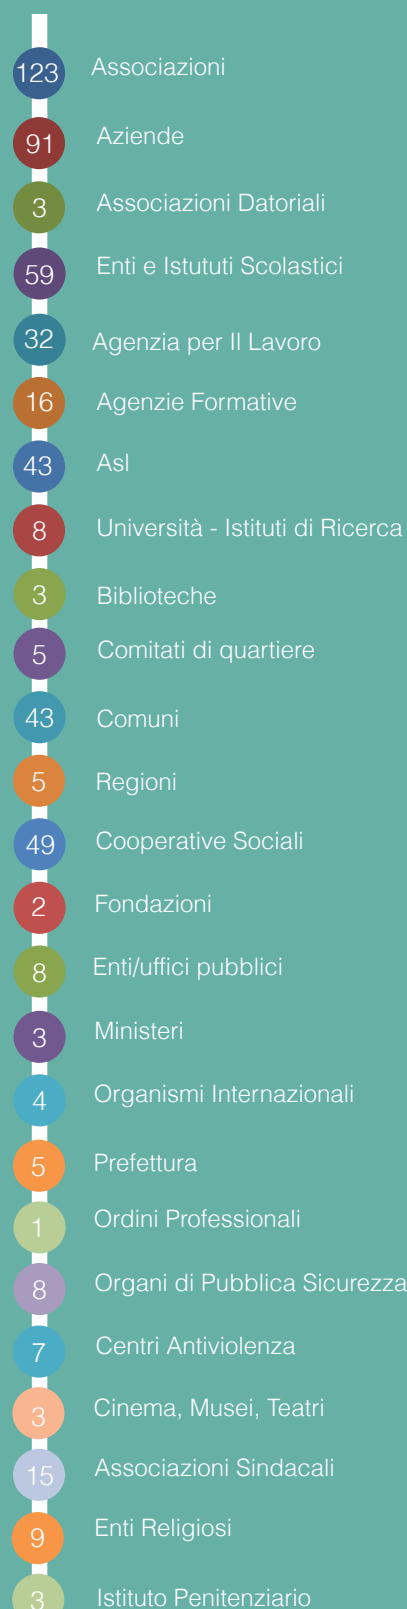 123 Associazioni
91 Aziende
3 Associazioni Datoriali
59 Enti e Istututi Scolastici
32 Agenzia per Il Lavoro
16 Agenzie Formative
43 Asl
8 Università - Istituti di Ricerca
3 Biblioteche
5 Comitati di quartiere
43 Comuni
5 Regioni
49 Cooperative Sociali
2 Fondazioni
8 Enti/uffici pubblici
3 Ministeri
4 Organismi Internazionali
5 Prefettura
1 Ordini Professionali
8 Organi di Pubblica Sicurezza
7 Centri Antiviolenza
3 Cinema, Musei, Teatri
15 Associazioni Sindacali
9 Enti Religiosi
3 Istituto Penitenziario